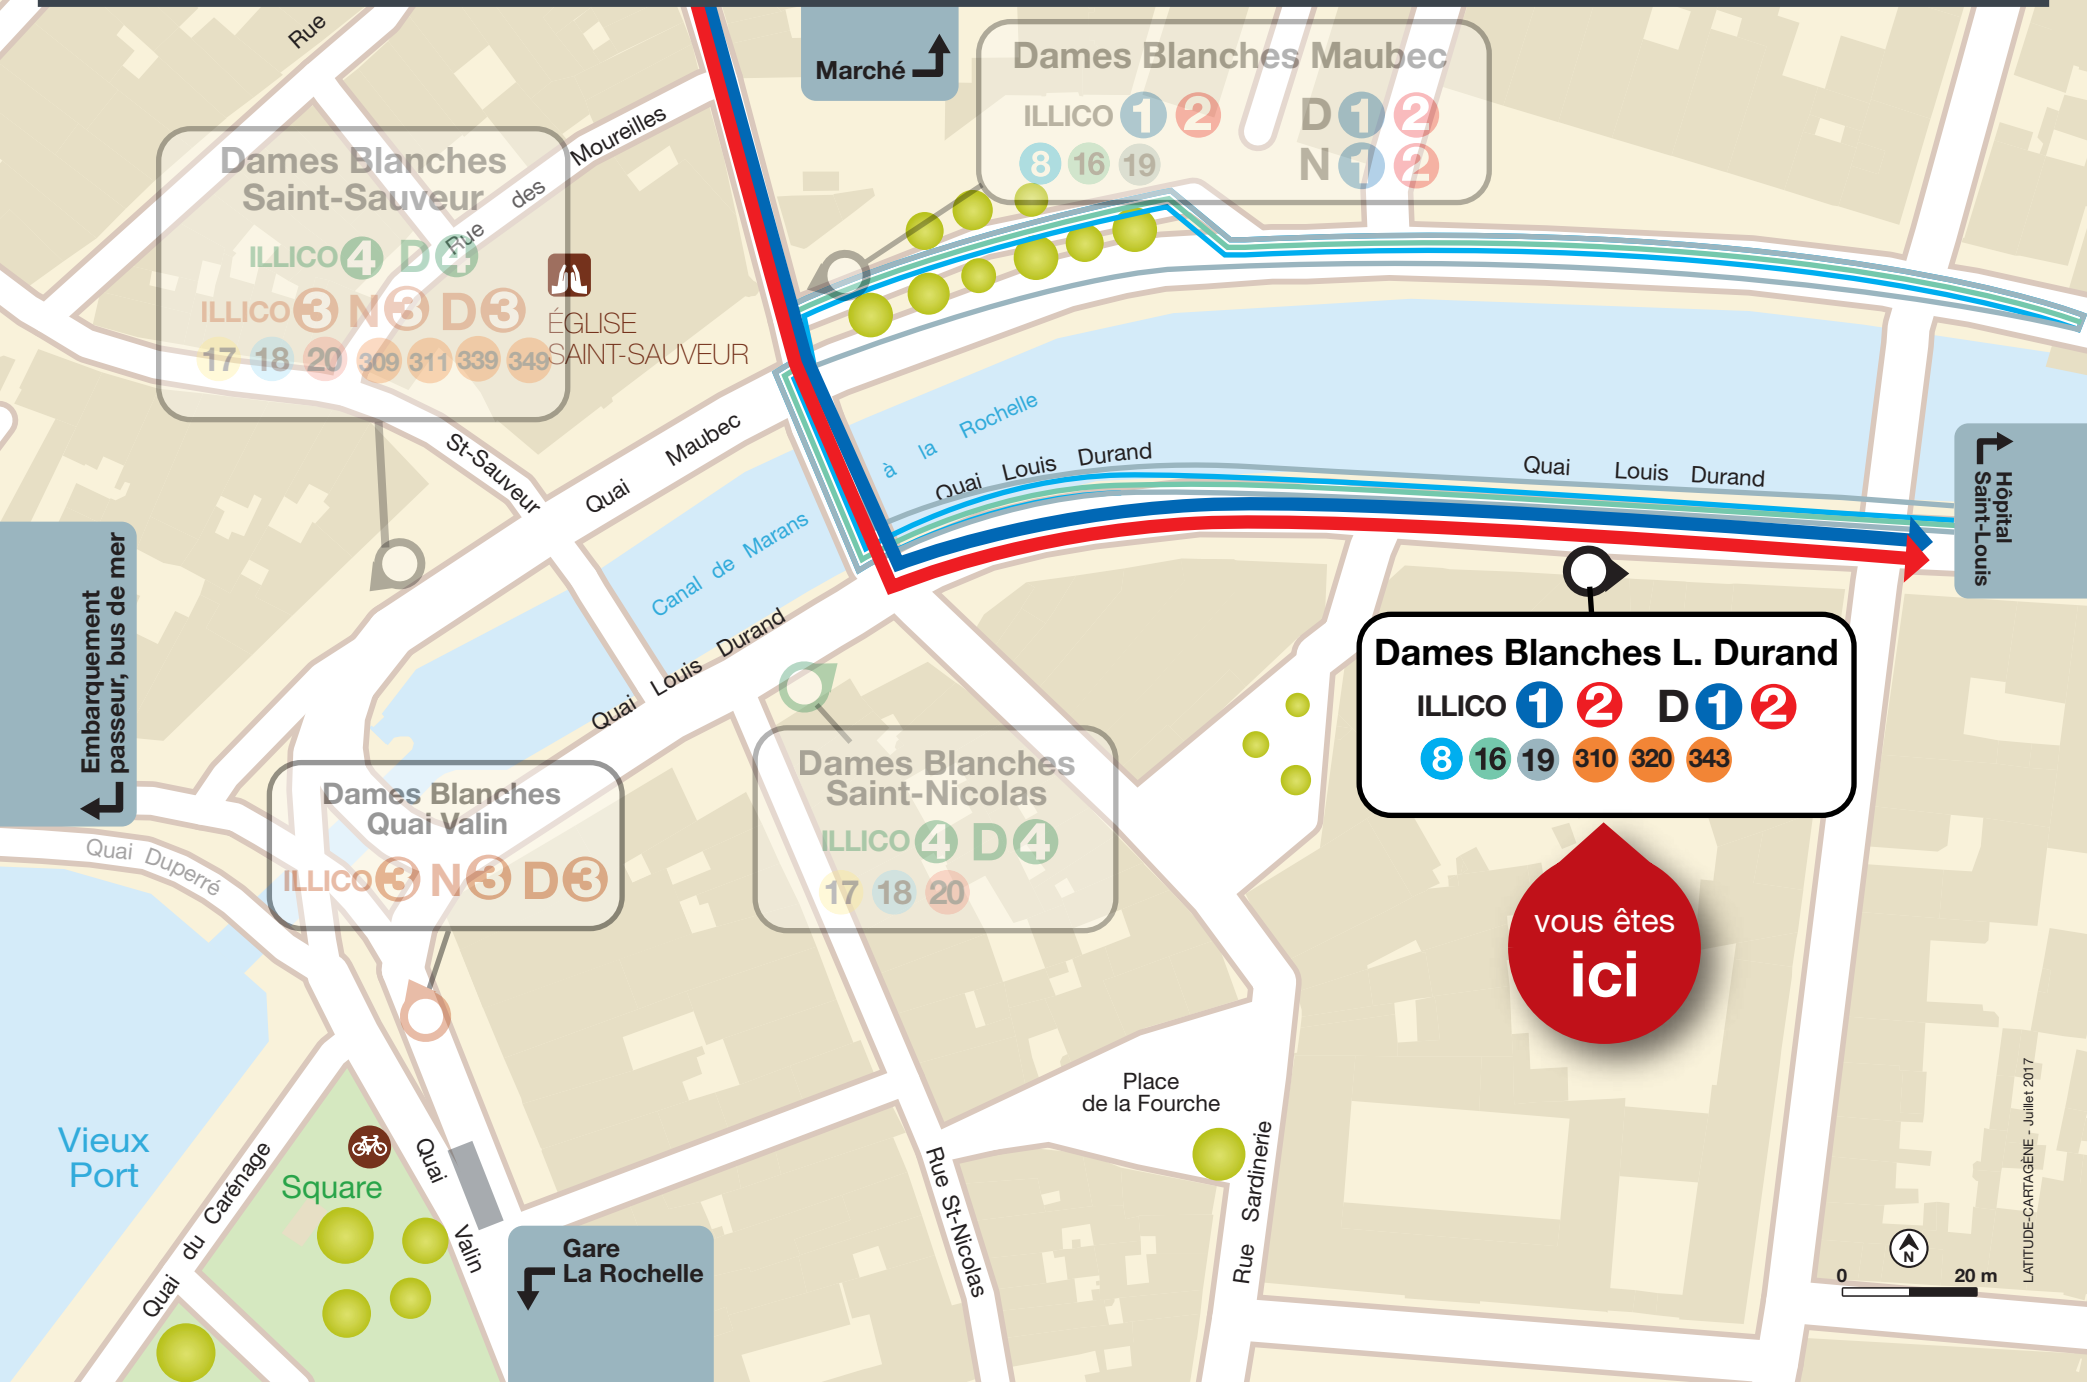 Rue
Marché
Dames Blanches Maubec
ILLICO 1 2 D 1 2
8 16 19 N 1 2
Rue des Moureilles
Dames Blanches
Saint-Sauveur
ILLICO 4 D 4
ILLICO 3 N 3 D 3
17 18 20 309 311 339 349
ÉGLISE
SAINT-SAUVEUR
St-Sauveur
Quai Maubec
à la Rochelle
Canal de Marans
Quai Louis Durand
Quai Louis Durand
Quai Louis Durand
Hôpital
Saint-Louis
Embarquement
passeur, bus de mer
Dames Blanches L. Durand
ILLICO 1 2 D 1 2
8 16 19 310 320 343
vous êtes
ici
Dames Blanches
Saint-Nicolas
ILLICO 4 D 4
17 18 20
Dames Blanches
Quai Valin
ILLICO 3 N 3 D 3
Quai Duperré
Vieux
Port
Square
Quai du Carénage
Quai Valin
Gare
La Rochelle
Rue St-Nicolas
Place
de la Fourche
Rue Sardinerie
N
0 20 m
LATITUDE-CARTAGÈNE - Juillet 2017